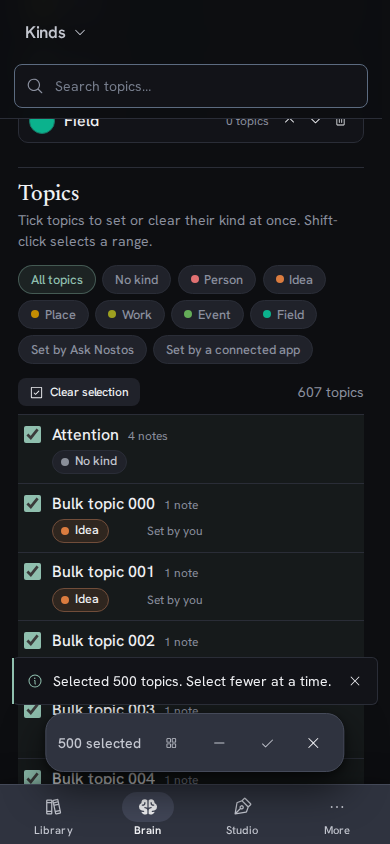 Kinds
Search topics...
Field
0 topics
Topics
Tick topics to set or clear their kind at once. Shift-
click selects a range.
All topics
No kind
Person
Idea
Place
Work
Event
Field
Set by Ask Nostos
Set by a connected app
Clear selection
607 topics
Attention 4 notes
No kind
Bulk topic 000 1 note
Idea
Set by you
Bulk topic 001 1 note
Idea
Set by you
Bulk topic 002 1 note
Selected 500 topics. Select fewer at a time.
Bulk topic 003 1 note
500 selected
Bulk topic 004 1 note
Library
Brain
Studio
More